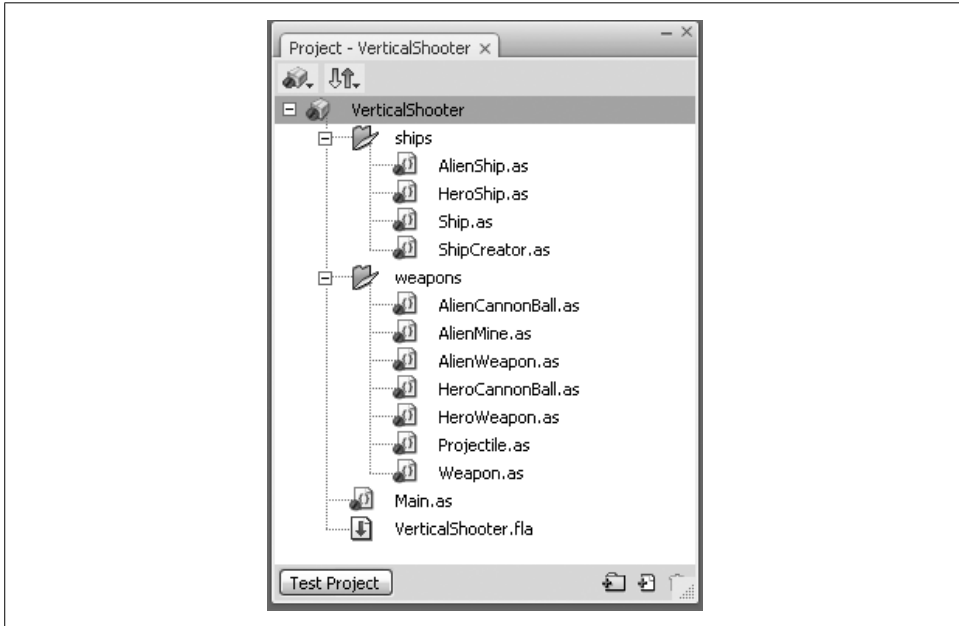 Project - VerticalShooter
VerticalShooter
ships
AlienShip.as
HeroShip.as
Ship.as
ShipCreator.as
weapons
AlienCannonBall.as
AlienMine.as
AlienWeapon.as
HeroCannonBall.as
HeroWeapon.as
Projectile.as
Weapon.as
Main.as
VerticalShooter.fla
Test Project